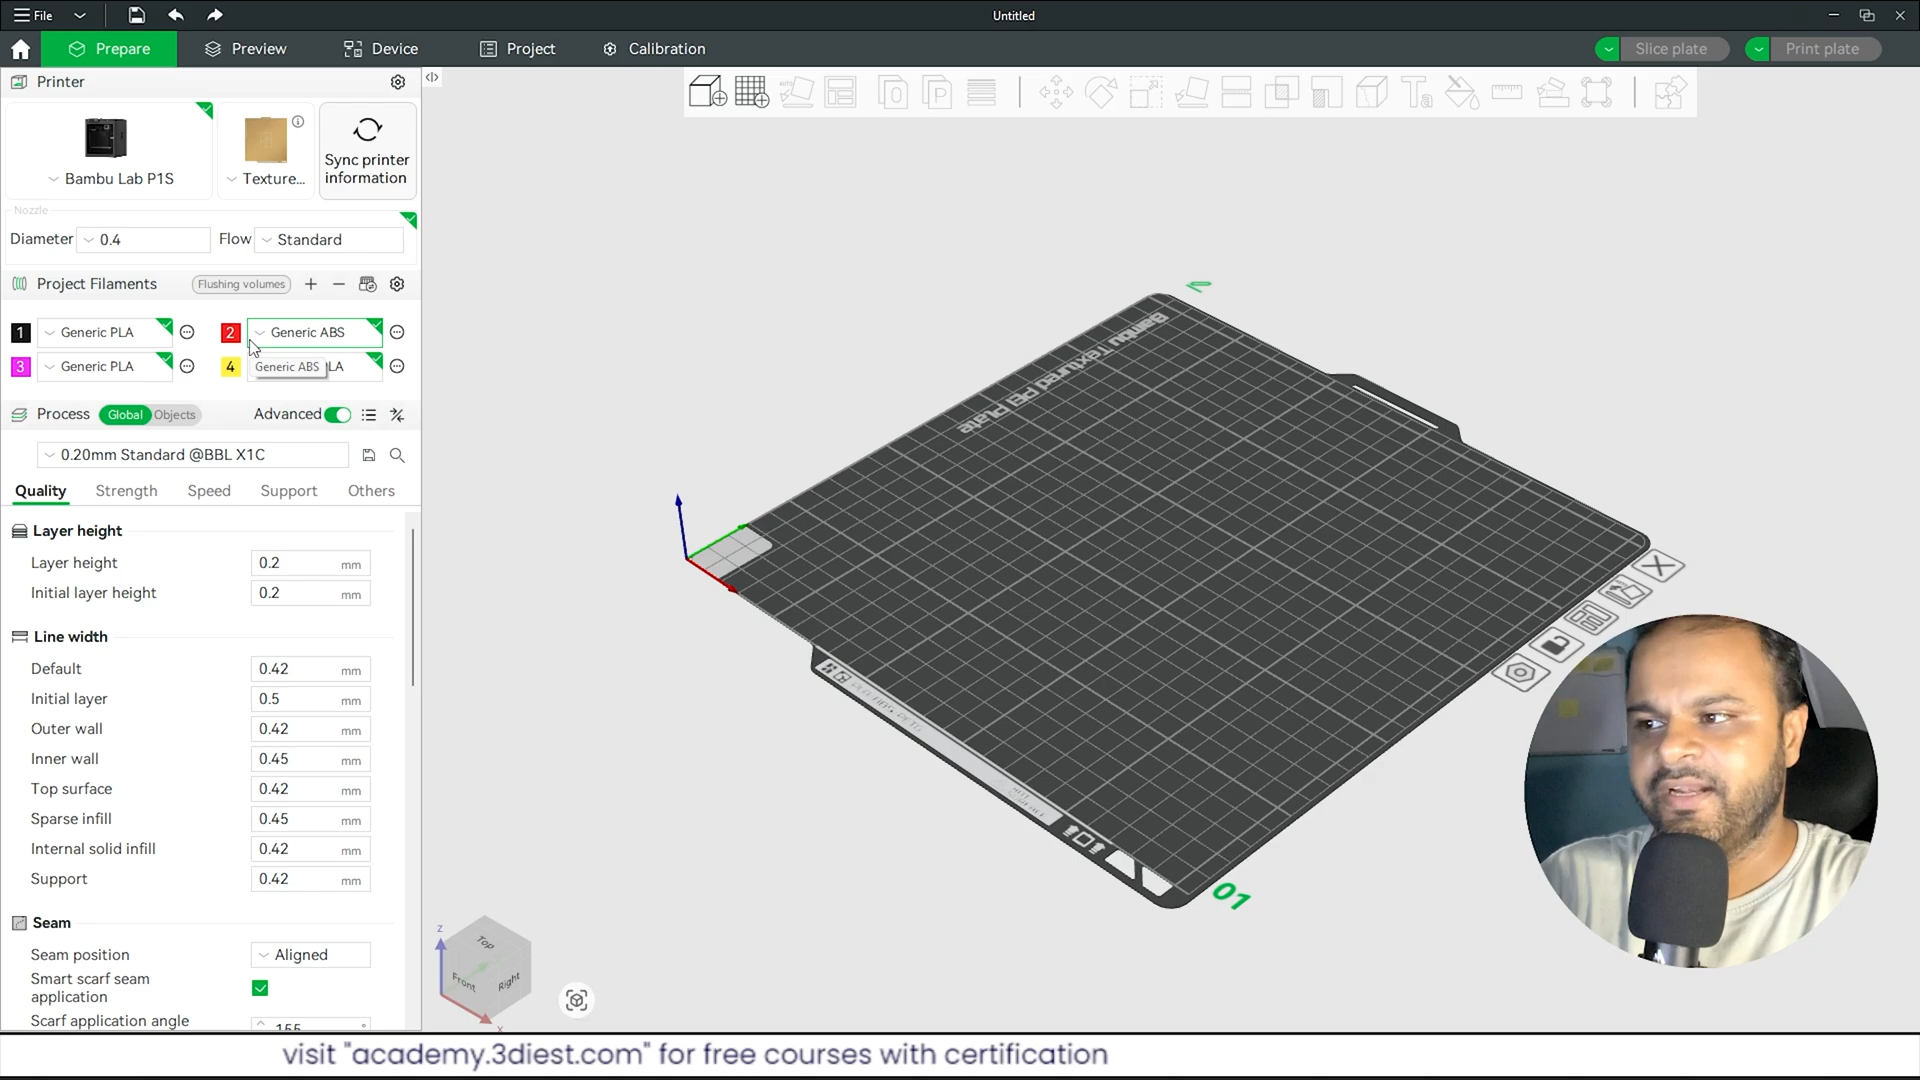 File
Untitled
Prepare
Preview
Device
Project
Calibration
Slice plate
Print plate
Printer
Bambu Lab P1S
Texture...
Sync printer
information
Nozzle
Diameter
0.4
Flow
Standard
Project Filaments
Flushing volumes
1
Generic PLA
2
Generic ABS
3
Generic PLA
4
Generic ABS
LA
Process
Global
Objects
Advanced
0.20mm Standard @BBL X1C
Quality
Strength
Speed
Support
Others
Layer height
Layer height
0.2
mm
Initial layer height
0.2
mm
Line width
Default
0.42
mm
Initial layer
0.5
mm
Outer wall
0.42
mm
Inner wall
0.45
mm
Top surface
0.42
mm
Sparse infill
0.45
mm
Internal solid infill
0.42
mm
Support
0.42
mm
Seam
Seam position
Aligned
Smart scarf seam
application
Scarf application angle
155
°
Bambu Textured PEI Plate
01
z
Top
Front
Right
x
visit "academy.3diest.com" for free courses with certification